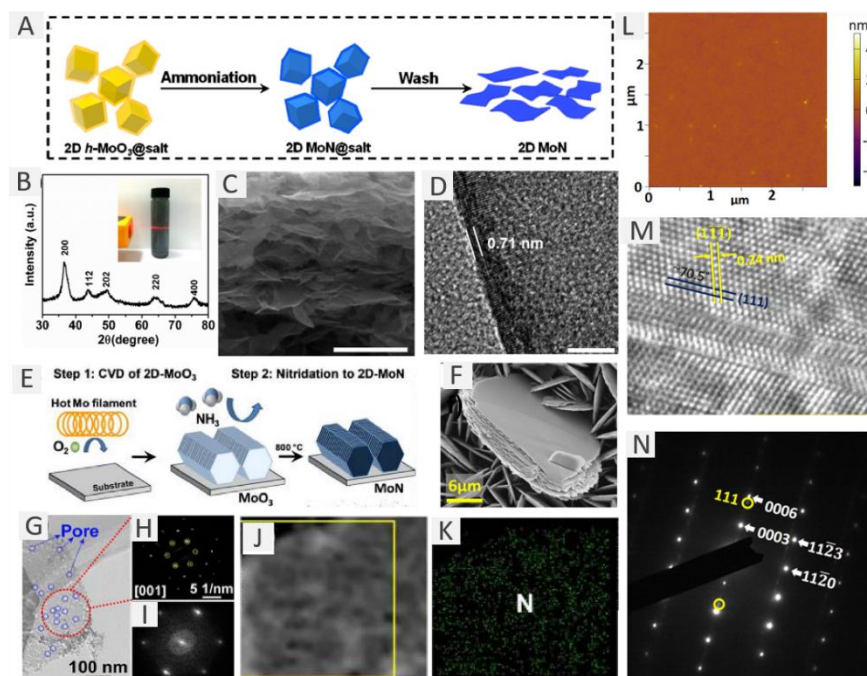 A
Ammoniation
Wash
2D h-MoO3@salt
2D MoN@salt
2D MoN
B
Intensity (a.u.)
200
112
202
220
400
30 40 50 60 70 80
2θ(degree)
C
D
0.71 nm
E
Step 1: CVD of 2D-MoO3
Step 2: Nitridation to 2D-MoN
Hot Mo filament
NH3
O2
800 °C
Substrate
MoO3
MoN
F
6μm
G
Pore
100 nm
H
[001]
5 1/nm
I
J
K
N
L
nm
μm
2
1
0
0 1 2
μm
M
(111)
0.24 nm
~70.5°
(111)
N
111
0006
0003
112̄3
112̄0